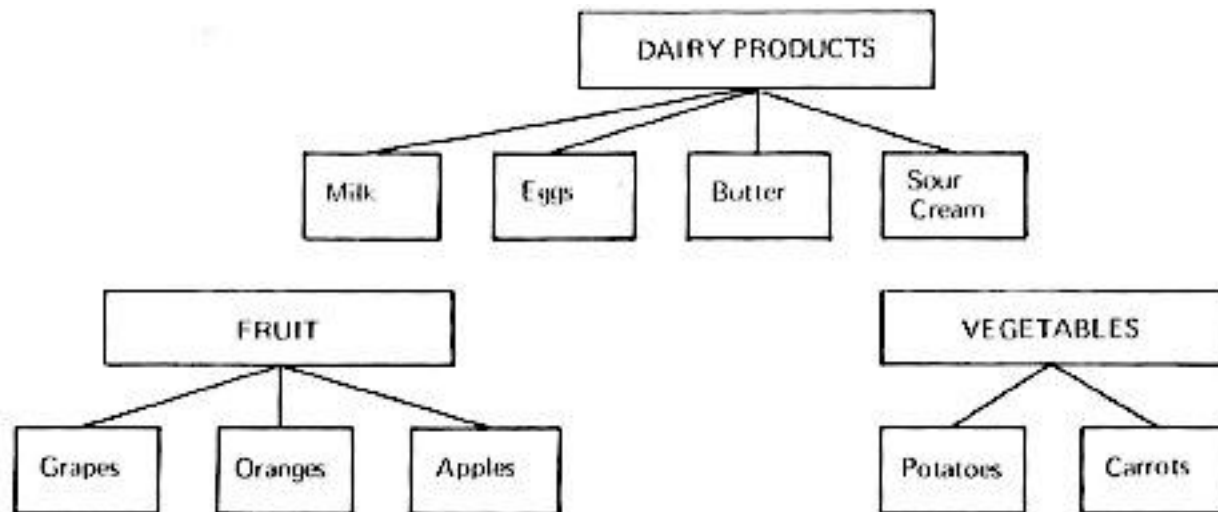 DAIRY PRODUCTS
Milk
Eggs
Butter
Sour
Cream
FRUIT
VEGETABLES
Grapes
Oranges
Apples
Potatoes
Carrots